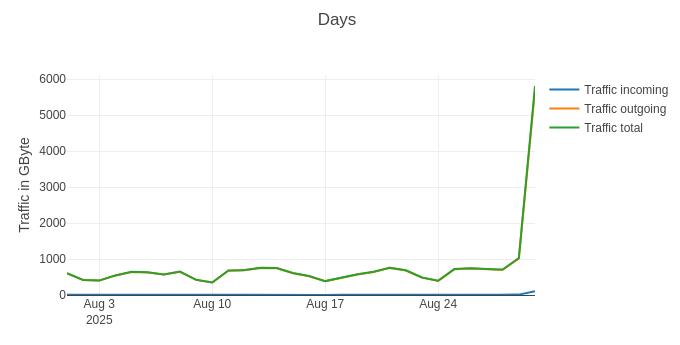 Days
Traffic in GByte
6000
5000
4000
3000
2000
1000
0
Aug 3
2025
Aug 10
Aug 17
Aug 24
Traffic incoming
Traffic outgoing
Traffic total